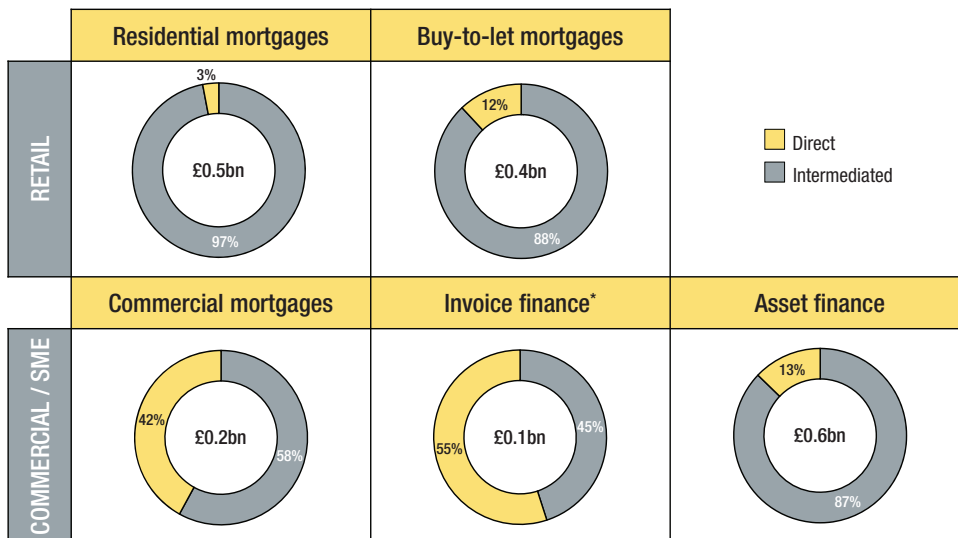 Residential mortgages
Buy-to-let mortgages
RETAIL
3%
£0.5bn
97%
12%
£0.4bn
88%
Direct
Intermediated
Commercial mortgages
Invoice finance*
Asset finance
COMMERCIAL / SME
42%
£0.2bn
58%
55%
£0.1bn
45%
13%
£0.6bn
87%